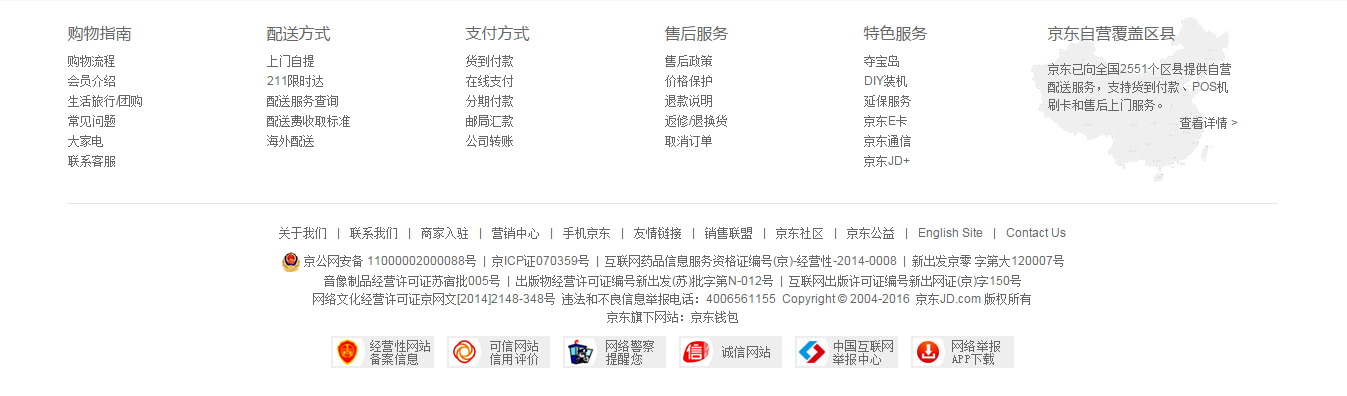 购物指南
购物流程
会员介绍
生活旅行/团购
常见问题
大家电
联系客服
配送方式
上门自提
211限时达
配送服务查询
配送费收取标准
海外配送
支付方式
货到付款
在线支付
分期付款
邮局汇款
公司转账
售后服务
售后政策
价格保护
退款说明
返修/退换货
取消订单
特色服务
夺宝岛
DIY装机
延保服务
京东E卡
京东通信
京东JD+
京东自营覆盖区县
京东已向全国2551个区县提供自营
配送服务，支持货到付款、POS机
刷卡和售后上门服务。
查看详情 >
关于我们 | 联系我们 | 商家入驻 | 营销中心 | 手机京东 | 友情链接 | 销售联盟 | 京东社区 | 京东公益 | English Site | Contact Us
京公网安备 11000002000088号 | 京ICP证070359号 | 互联网药品信息服务资格证编号(京)-经营性-2014-0008 | 新出发京零 字第大120007号
音像制品经营许可证苏宿批005号 | 出版物经营许可证编号新出发(苏)批字第N-012号 | 互联网出版许可证编号新出网证(京)字150号
网络文化经营许可证京网文[2014]2148-348号 违法和不良信息举报电话：4006561155 Copyright © 2004-2016 京东JD.com 版权所有
京东旗下网站：京东钱包
经营性网站
备案信息
可信网站
信用评价
网络警察
提醒您
诚信网站
中国互联网
举报中心
网络举报
APP下载